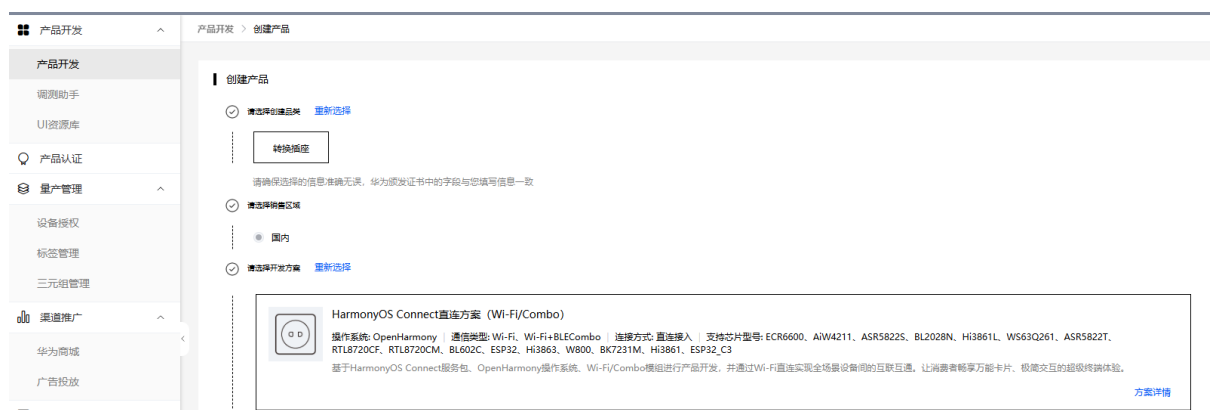 产品开发
产品开发
调测助手
UI资源库
产品认证
量产管理
设备授权
标签管理
三元组管理
渠道推广
华为商城
广告投放
产品开发 > 创建产品
创建产品
请选择创建品类 重新选择
转换插座
请确保选择的信息准确无误，华为颁发证书中的字段与您填写信息一致
请选择销售区域
国内
请选择开发方案 重新选择
HarmonyOS Connect直连方案（Wi-Fi/Combo）
操作系统: OpenHarmony | 通信类型: Wi-Fi、Wi-Fi+BLECombo | 连接方式: 直连接入 | 支持芯片型号: ECR6600、AiW4211、ASR5822S、BL2028N、Hi3861L、WS63Q261、ASR5822T、
RTL8720CF、RTL8720CM、BL602C、ESP32、Hi3863、W800、BK7231M、Hi3861、ESP32_C3
基于HarmonyOS Connect服务包、OpenHarmony操作系统、Wi-Fi/Combo模组进行产品开发，并通过Wi-Fi直连实现全场景设备间的互联互通。让消费者畅享万能卡片、极简交互的超级终端体验。
方案详情